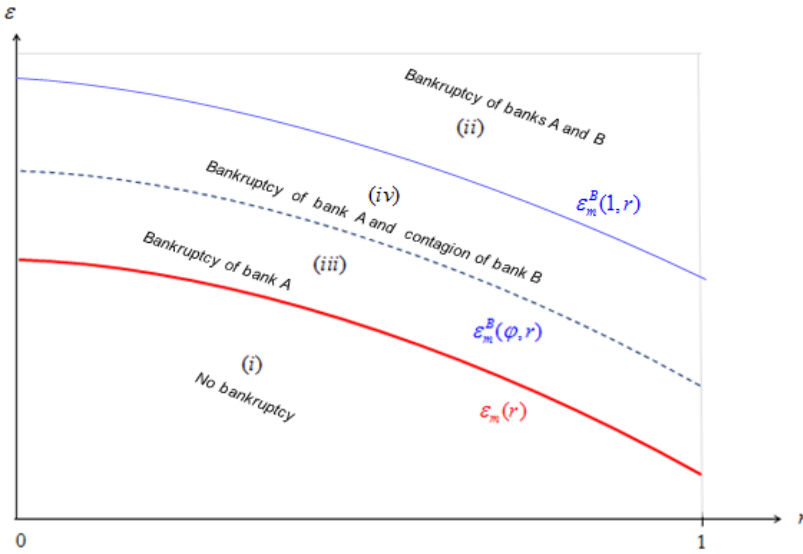 ε
Bankruptcy of banks A and B
(ii)
(iv)
ε_m^B(1,r)
Bankruptcy of bank A and contagion of bank B
Bankruptcy of bank A
(iii)
ε_m^B(φ,r)
(i)
No bankruptcy
ε_m(r)
0
1
r